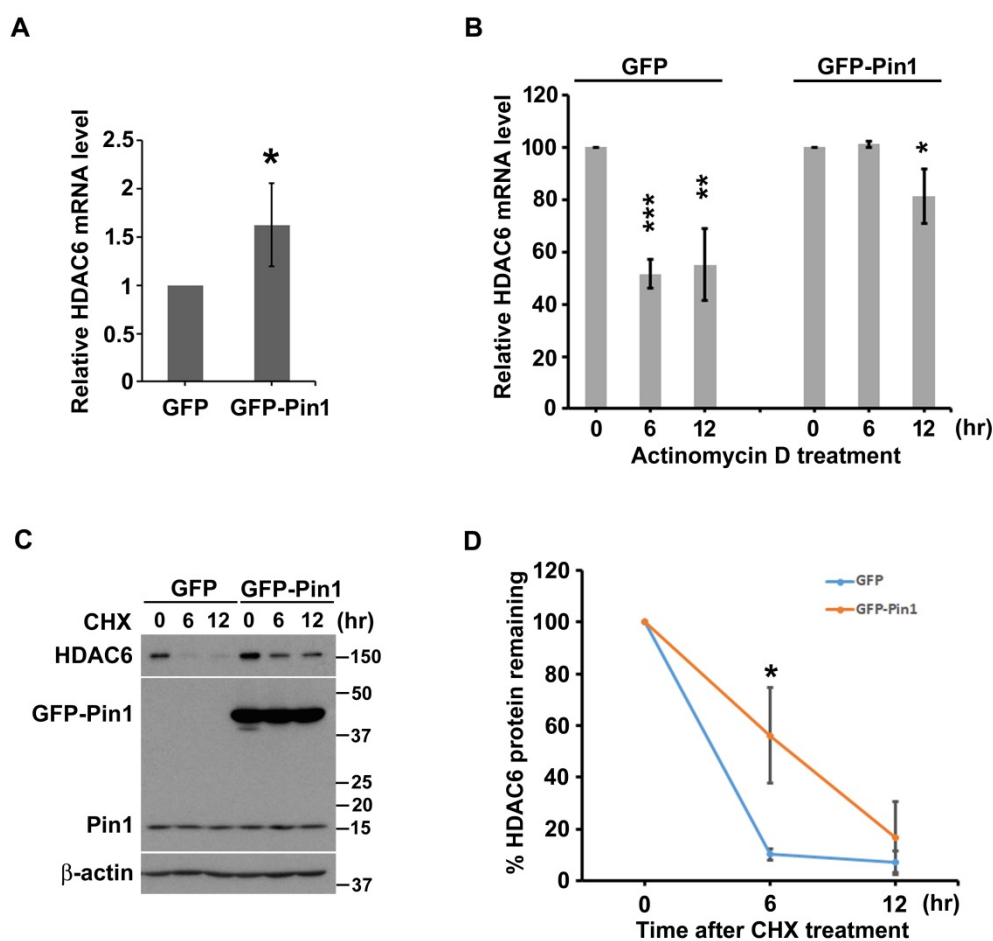 A
Relative HDAC6 mRNA level
2.5
2
1.5
1
0.5
0
*
GFP GFP-Pin1
B
GFP GFP-Pin1
Relative HDAC6 mRNA level
120
100
80
60
40
20
0
***
**
*
0 6 12 0 6 12 (hr)
Actinomycin D treatment
C
GFP GFP-Pin1
CHX 0 6 12 0 6 12 (hr)
HDAC6 –150
–50
GFP-Pin1
–37
–25
–20
Pin1 –15
β-actin
–37
D
% HDAC6 protein remaining
120
100
80
60
40
20
0
GFP
GFP-Pin1
*
0 6 12 (hr)
Time after CHX treatment